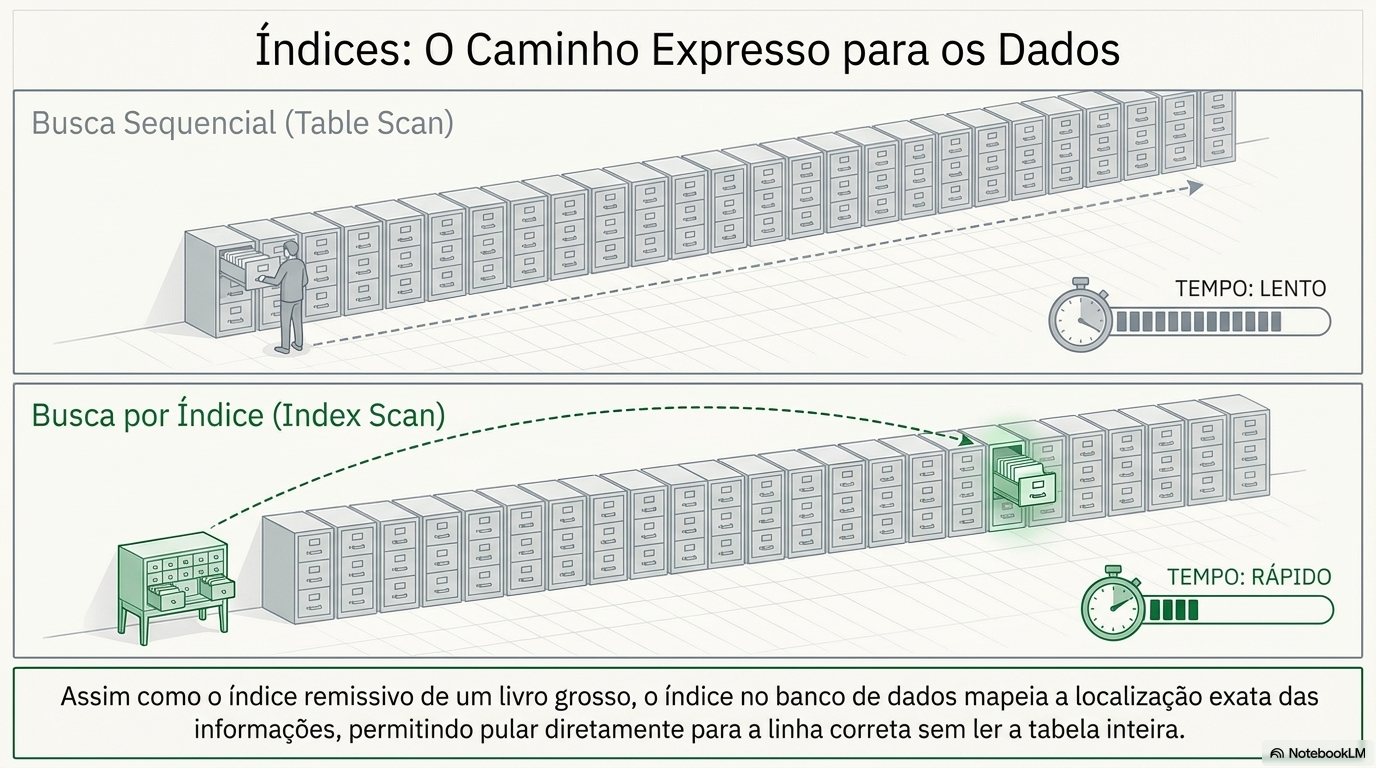 Índices: O Caminho Expresso para os Dados
Busca Sequencial (Table Scan)
TEMPO: LENTO
Busca por Índice (Index Scan)
TEMPO: RÁPIDO
Assim como o índice remissivo de um livro grosso, o índice no banco de dados mapeia a localização exata das
informações, permitindo pular diretamente para a linha correta sem ler a tabela inteira.
NotebookLM